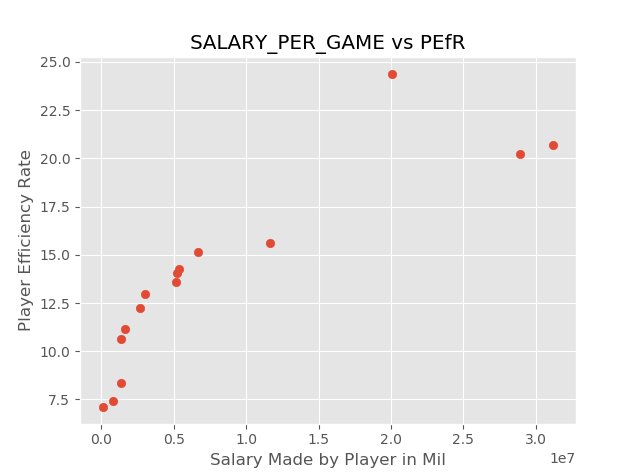 SALARY_PER_GAME vs PEfR
25.0
22.5
20.0
17.5
15.0
12.5
10.0
7.5
Player Efficiency Rate
0.0 0.5 1.0 1.5 2.0 2.5 3.0
1e7
Salary Made by Player in Mil